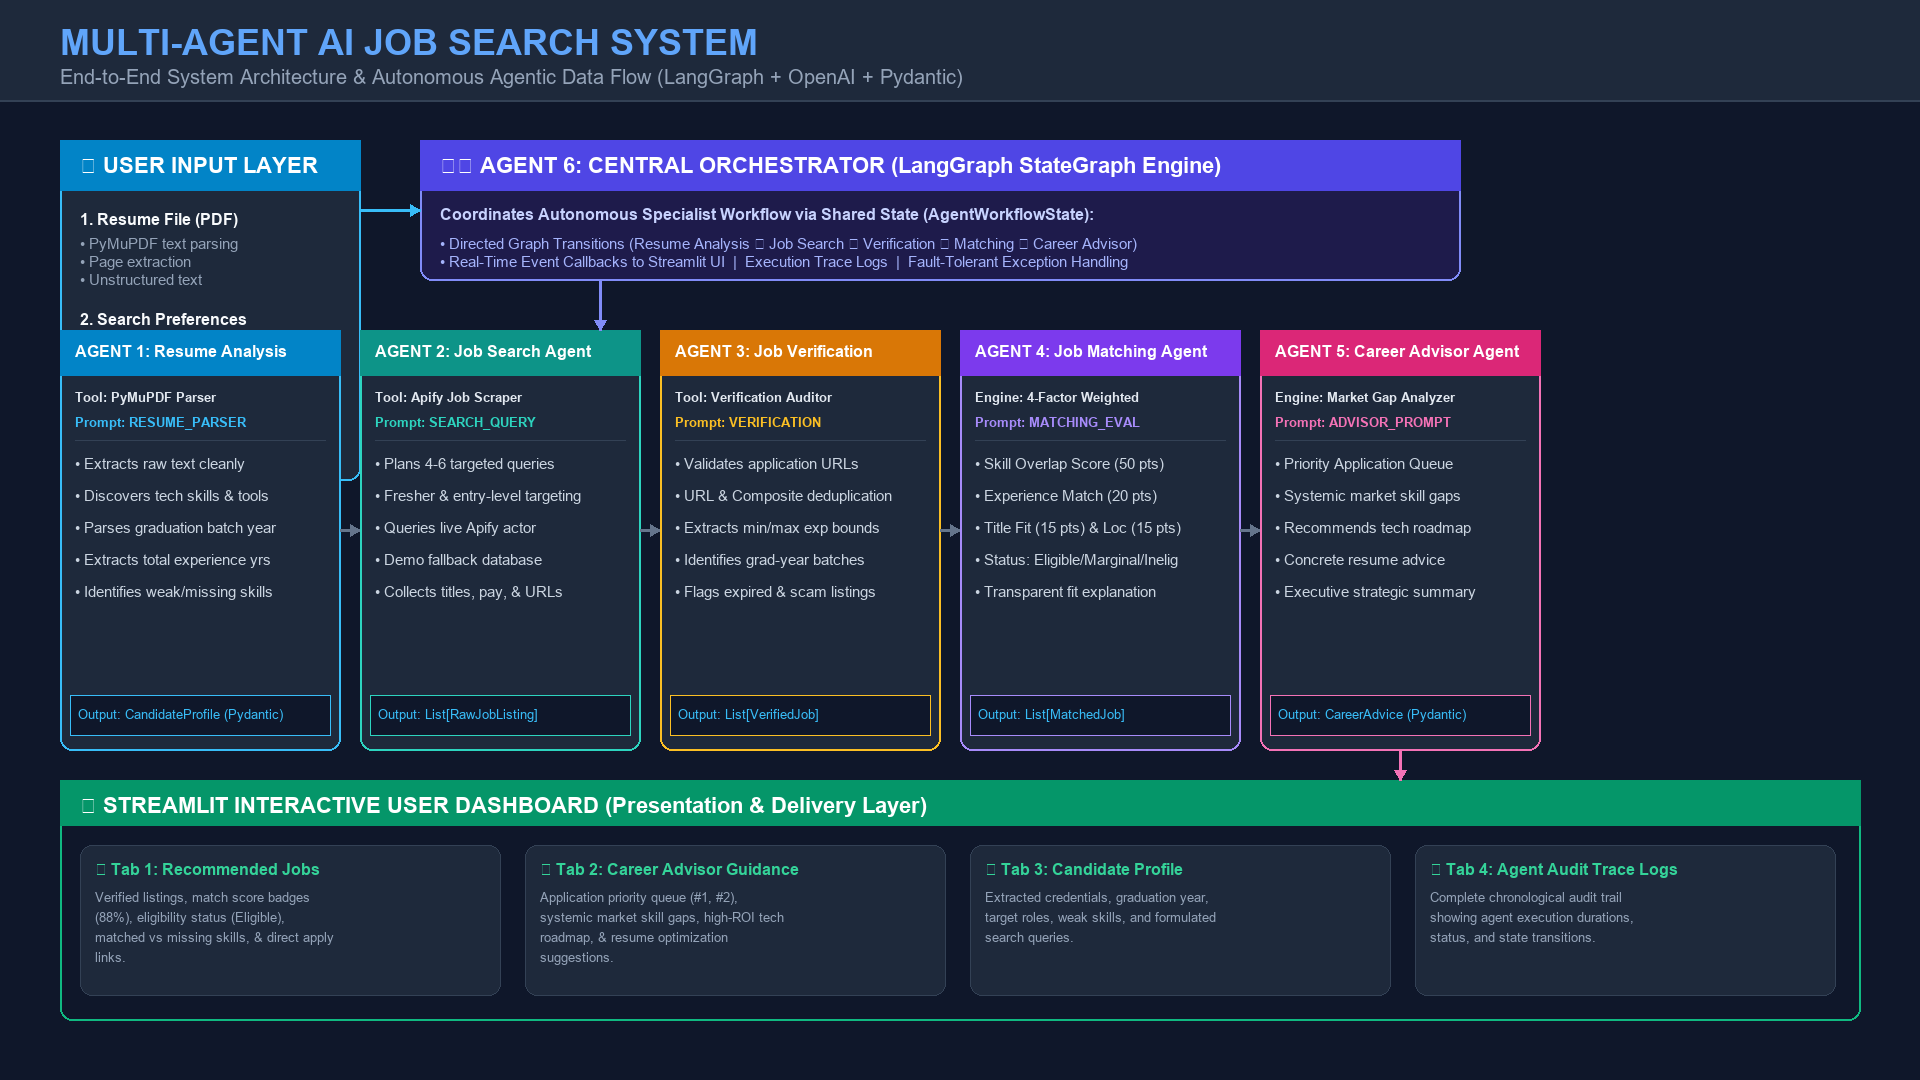 MULTI-AGENT AI JOB SEARCH SYSTEM
End-to-End System Architecture & Autonomous Agentic Data Flow (LangGraph + OpenAI + Pydantic)
USER INPUT LAYER
1. Resume File (PDF)
• PyMuPDF text parsing
• Page extraction
• Unstructured text
2. Search Preferences
AGENT 6: CENTRAL ORCHESTRATOR (LangGraph StateGraph Engine)
Coordinates Autonomous Specialist Workflow via Shared State (AgentWorkflowState):
• Directed Graph Transitions (Resume Analysis Job Search Verification Matching Career Advisor)
• Real-Time Event Callbacks to Streamlit UI | Execution Trace Logs | Fault-Tolerant Exception Handling
AGENT 1: Resume Analysis
Tool: PyMuPDF Parser
Prompt: RESUME_PARSER
• Extracts raw text cleanly
• Discovers tech skills & tools
• Parses graduation batch year
• Extracts total experience yrs
• Identifies weak/missing skills
Output: CandidateProfile (Pydantic)
AGENT 2: Job Search Agent
Tool: Apify Job Scraper
Prompt: SEARCH_QUERY
• Plans 4-6 targeted queries
• Fresher & entry-level targeting
• Queries live Apify actor
• Demo fallback database
• Collects titles, pay, & URLs
Output: List[RawJobListing]
AGENT 3: Job Verification
Tool: Verification Auditor
Prompt: VERIFICATION
• Validates application URLs
• URL & Composite deduplication
• Extracts min/max exp bounds
• Identifies grad-year batches
• Flags expired & scam listings
Output: List[VerifiedJob]
AGENT 4: Job Matching Agent
Engine: 4-Factor Weighted
Prompt: MATCHING_EVAL
• Skill Overlap Score (50 pts)
• Experience Match (20 pts)
• Title Fit (15 pts) & Loc (15 pts)
• Status: Eligible/Marginal/Inelig
• Transparent fit explanation
Output: List[MatchedJob]
AGENT 5: Career Advisor Agent
Engine: Market Gap Analyzer
Prompt: ADVISOR_PROMPT
• Priority Application Queue
• Systemic market skill gaps
• Recommends tech roadmap
• Concrete resume advice
• Executive strategic summary
Output: CareerAdvice (Pydantic)
STREAMLIT INTERACTIVE USER DASHBOARD (Presentation & Delivery Layer)
Tab 1: Recommended Jobs
Verified listings, match score badges
(88%), eligibility status (Eligible),
matched vs missing skills, & direct apply
links.
Tab 2: Career Advisor Guidance
Application priority queue (#1, #2),
systemic market skill gaps, high-ROI tech
roadmap, & resume optimization
suggestions.
Tab 3: Candidate Profile
Extracted credentials, graduation year,
target roles, weak skills, and formulated
search queries.
Tab 4: Agent Audit Trace Logs
Complete chronological audit trail
showing agent execution durations,
status, and state transitions.